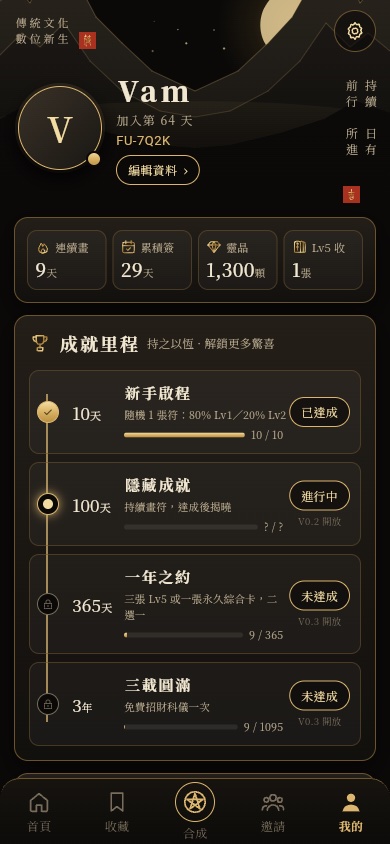 傳統文化
數位新生
Vam
加入第 64 天
FU-7Q2K
編輯資料 ›
持續前行
日有所進
V
連續畫
9天
累積簽
29天
靈品
1,300顆
Lv5 收
1張
成就里程 持之以恆 · 解鎖更多驚喜
10天
新手啟程
隨機 1 張符：80% Lv1／20% Lv2
10 / 10
已達成
100天
隱藏成就
持續畫符，達成後揭曉
? / ?
進行中
V0.2 開放
365天
一年之約
三張 Lv5 或一張永久綜合卡，二
選一
9 / 365
未達成
V0.3 開放
3年
三載圓滿
免費招財科儀一次
9 / 1095
未達成
V0.3 開放
首頁
收藏
合成
邀請
我的